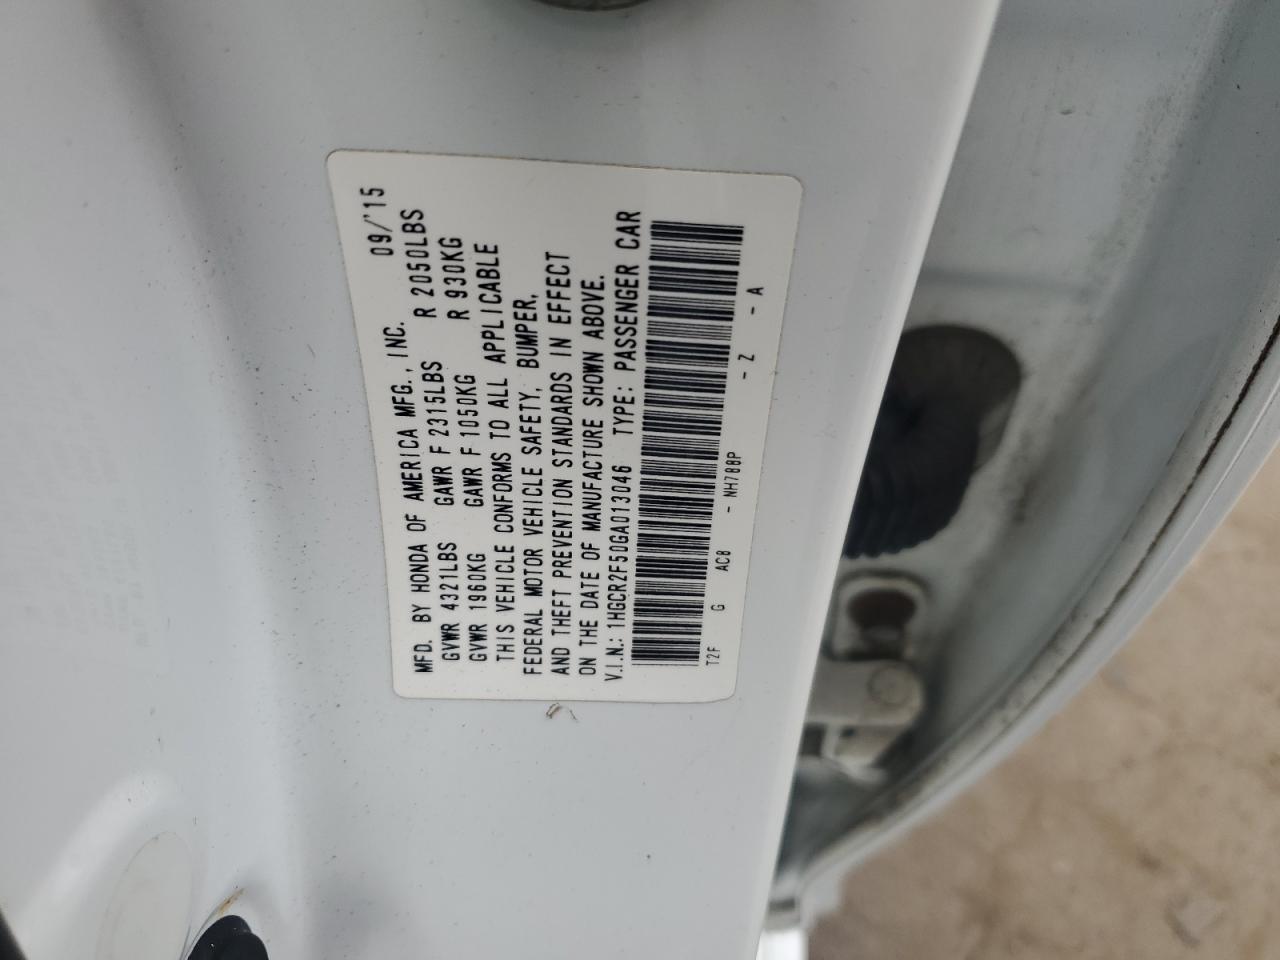 MFD. BY HONDA OF AMERICA MFG., INC. 09/'15
GVWR 4321LBS GAWR F 2315LBS R 2050LBS
GVWR 1960KG GAWR F 1050KG R 930KG
THIS VEHICLE CONFORMS TO ALL APPLICABLE
FEDERAL MOTOR VEHICLE SAFETY, BUMPER,
AND THEFT PREVENTION STANDARDS IN EFFECT
ON THE DATE OF MANUFACTURE SHOWN ABOVE.
V.I.N.: 1HGCR2F50GA013046 TYPE: PASSENGER CAR
T2F G AC8 - NH788P - Z - A